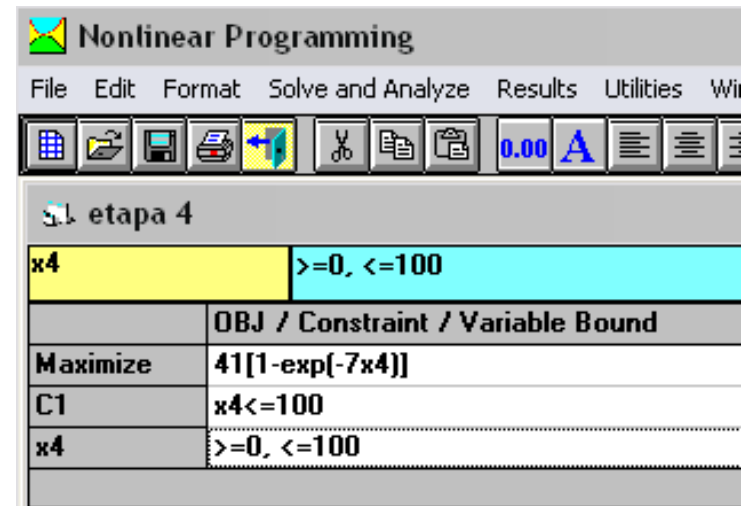 Nonlinear Programming
File Edit Format Solve and Analyze Results Utilities
0.00 A
etapa 4
x4 >=0, <=100
OBJ / Constraint / Variable Bound
Maximize 41[1-exp(-7x4)]
C1 x4<=100
x4 >=0, <=100